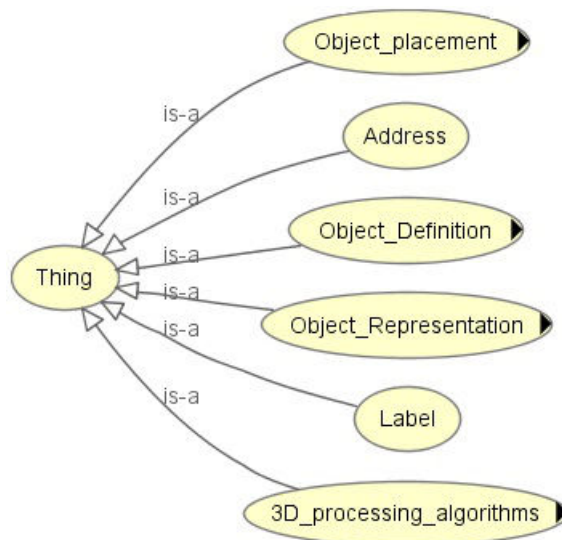 Object_placement
is-a
Address
is-a
Object_Definition
is-a
Thing
is-a
Object_Representation
is-a
Label
is-a
3D_processing_algorithms